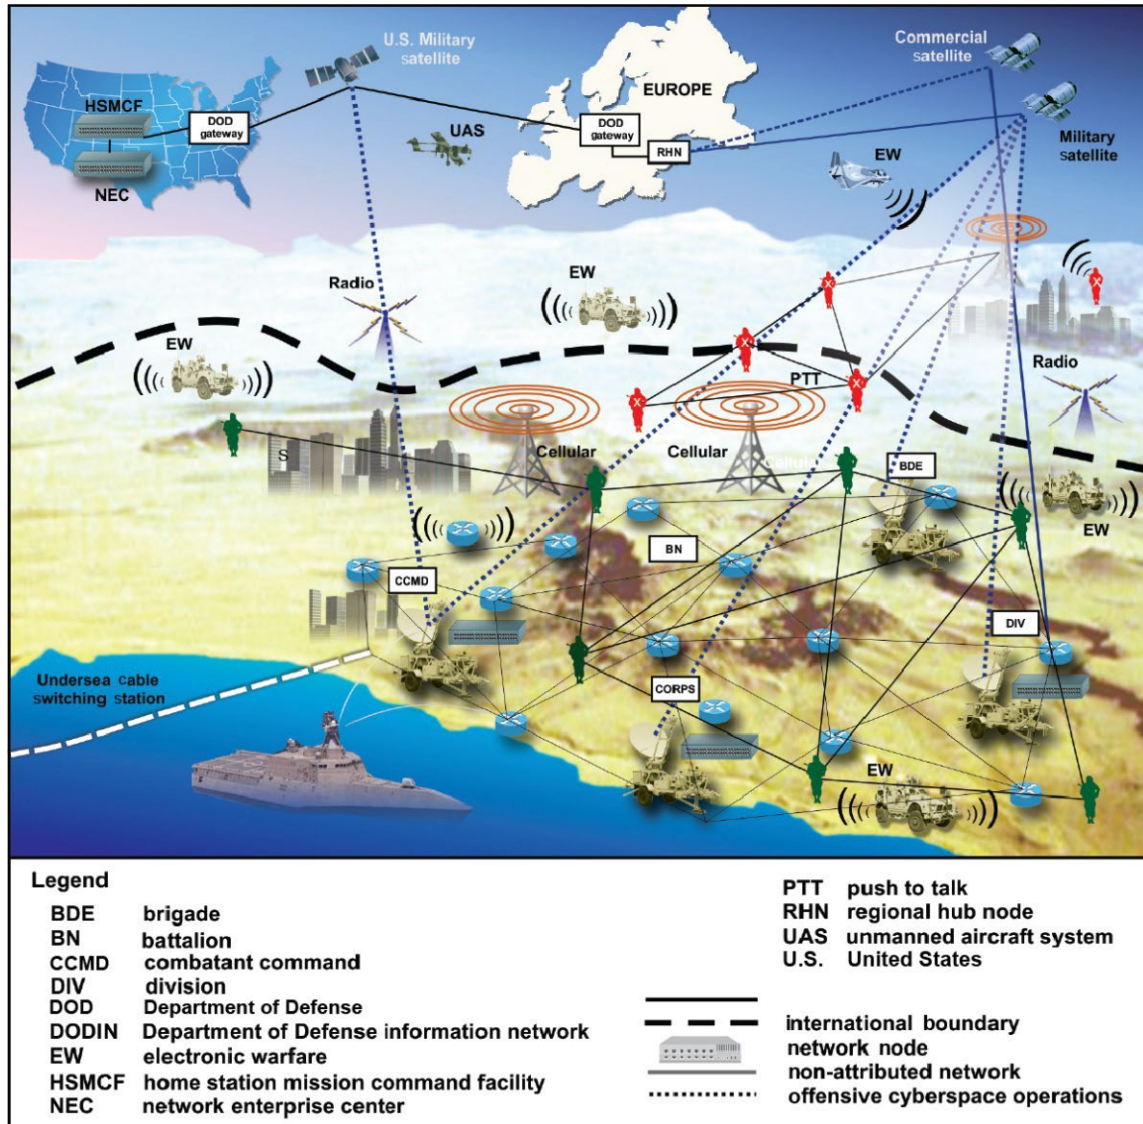 U.S. Military
satellite
Commercial
satellite
HSMCF
DOD
gateway
NEC
UAS
EUROPE
DOD
gateway
RHN
EW
Military
satellite
Radio
EW
EW
PTT
Radio
S
Cellular
Cellular
Cellular
BDE
EW
BN
CCMD
DIV
Undersea cable
switching station
CORPS
EW
Legend
BDE brigade
BN battalion
CCMD combatant command
DIV division
DOD Department of Defense
DODIN Department of Defense information network
EW electronic warfare
HSMCF home station mission command facility
NEC network enterprise center
PTT push to talk
RHN regional hub node
UAS unmanned aircraft system
U.S. United States
international boundary
network node
non-attributed network
offensive cyberspace operations